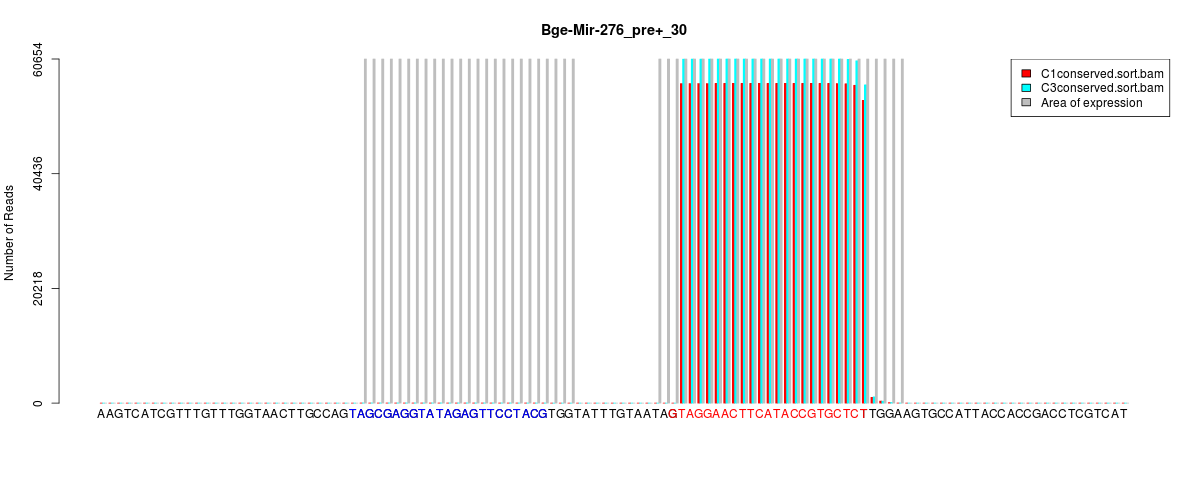 Bge-Mir-276_pre+_30
C1conserved.sort.bam
C3conserved.sort.bam
Area of expression
Number of Reads
60654
40436
20218
0
AAGTCATCGTTTGTTTGGTAACTTGCCAGTAGCGAGGTATAGAGTTCCTACGTGGTATTTGTAATAGTAGGAACTTCATACCGTGCTCTTGGAAGTGCCATTACCACCGACCTCGTCAT